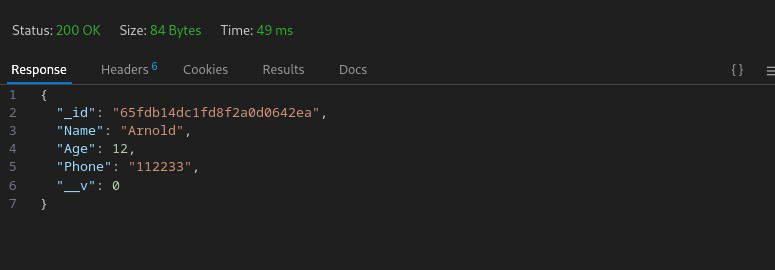 Status: 200 OK Size: 84 Bytes Time: 49 ms
Response Headers 6 Cookies Results Docs {}
1 {
2 "_id": "65fdb14dc1fd8f2a0d0642ea",
3 "Name": "Arnold",
4 "Age": 12,
5 "Phone": "112233",
6 "__v": 0
7 }